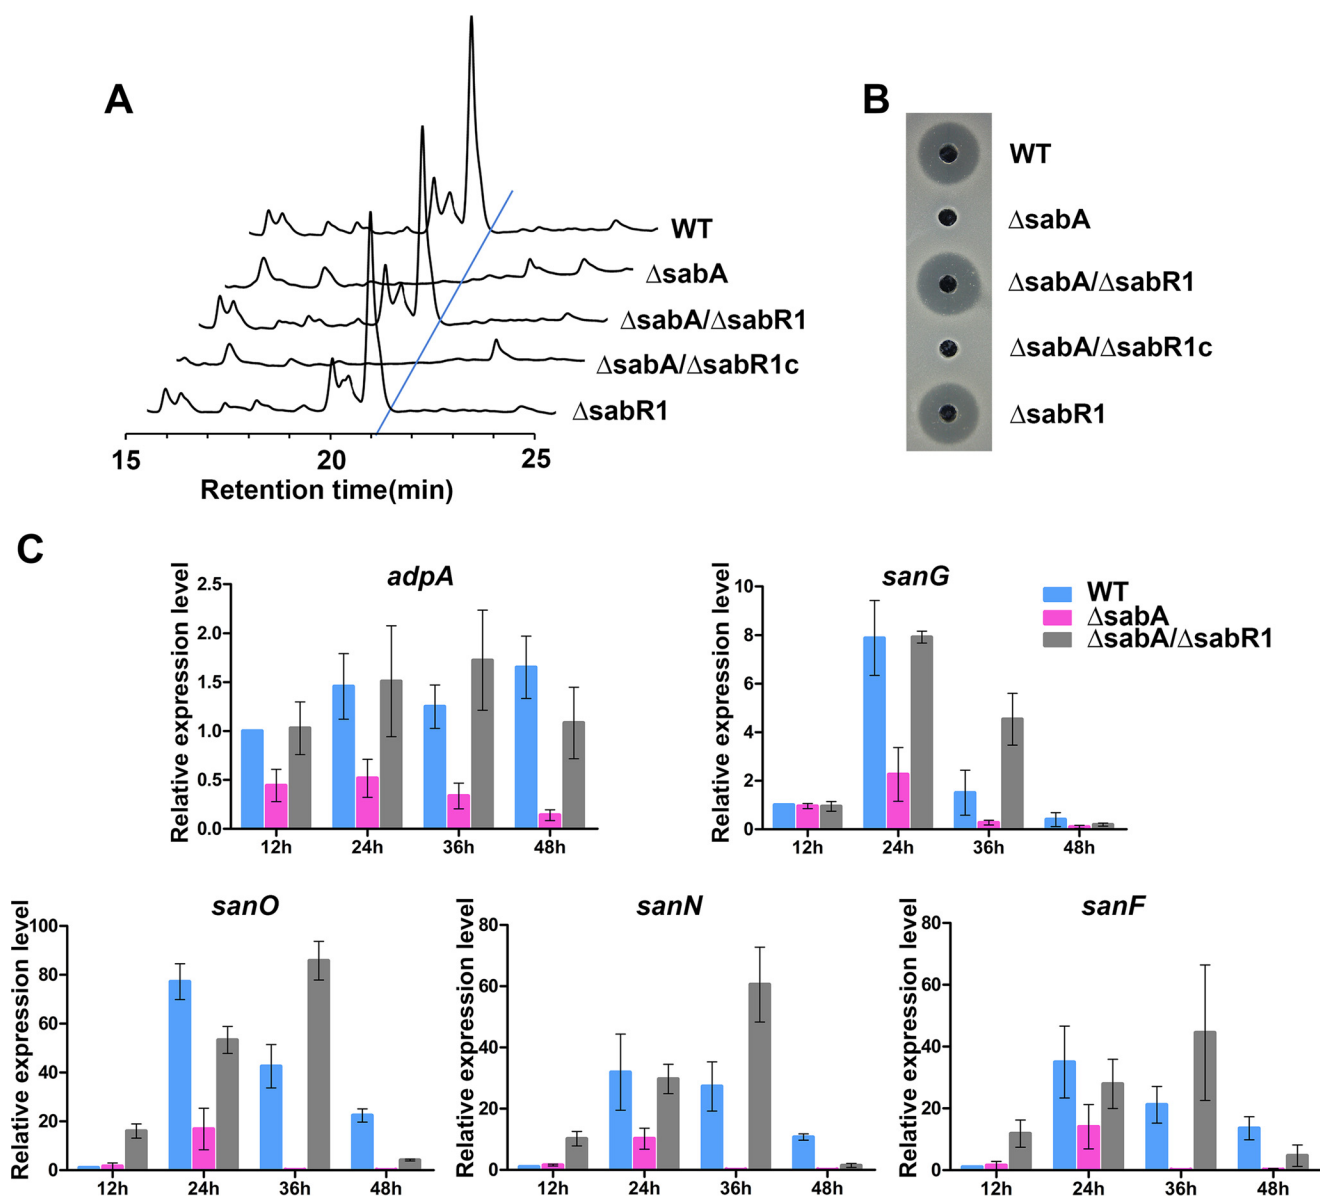 A
WT
ΔsabA
ΔsabA/ΔsabR1
ΔsabA/ΔsabR1c
ΔsabR1
15
20
25
Retention time(min)
B
WT
ΔsabA
ΔsabA/ΔsabR1
ΔsabA/ΔsabR1c
ΔsabR1
C
adpA
Relative expression level
2.5
2.0
1.5
1.0
0.5
0.0
12h
24h
36h
48h
sanG
Relative expression level
10
8
6
4
2
0
12h
24h
36h
48h
WT
ΔsabA
ΔsabA/ΔsabR1
sanO
Relative expression level
100
80
60
40
20
0
12h
24h
36h
48h
sanN
Relative expression level
80
60
40
20
0
12h
24h
36h
48h
sanF
Relative expression level
80
60
40
20
0
12h
24h
36h
48h